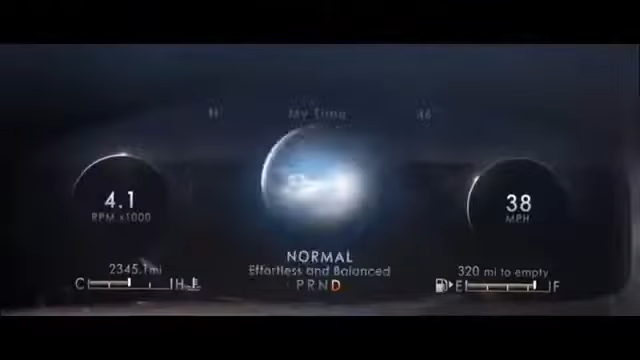 N My Time 46°
4.1
RPM x1000
38
MPH
NORMAL
Effortless and Balanced
PRND
2345.1mi
C H
320 mi to empty
E F